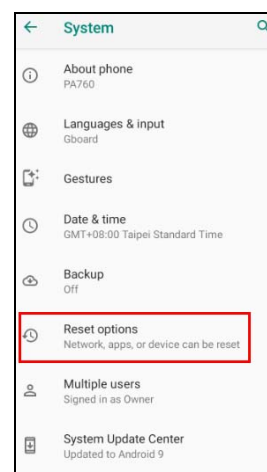 System
About phone
PA760
Languages & input
Gboard
Gestures
Date & time
GMT+08:00 Taipei Standard Time
Backup
Off
Reset options
Network, apps, or device can be reset
Multiple users
Signed in as Owner
System Update Center
Updated to Android 9